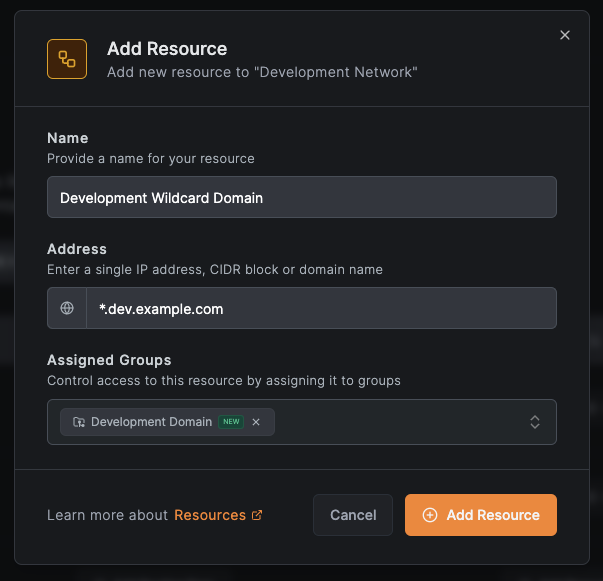 Add Resource
Add new resource to "Development Network"
Name
Provide a name for your resource
Development Wildcard Domain
Address
Enter a single IP address, CIDR block or domain name
*.dev.example.com
Assigned Groups
Control access to this resource by assigning it to groups
Development Domain NEW
Learn more about Resources
Cancel
Add Resource